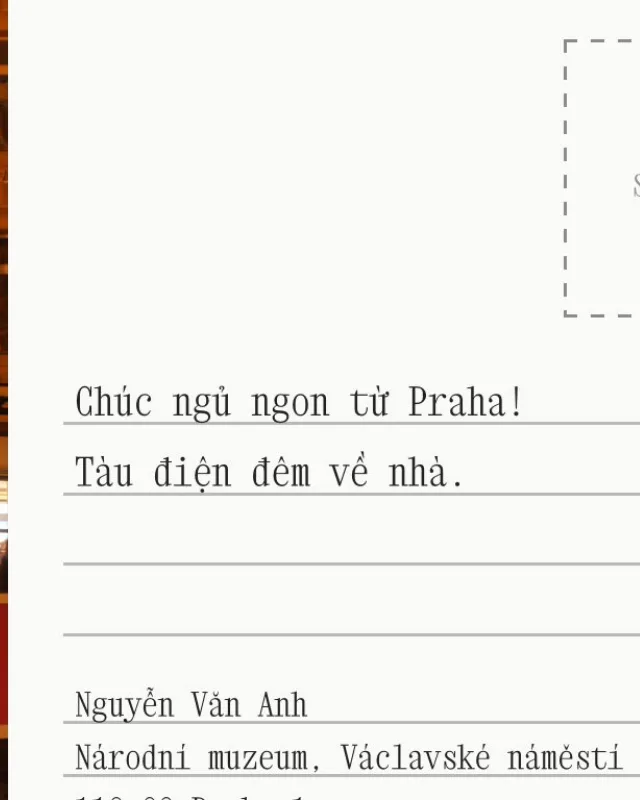 Chúc ngủ ngon từ Praha!
Tàu điện đêm về nhà.
Nguyễn Văn Anh
Národní muzeum, Václavské náměstí